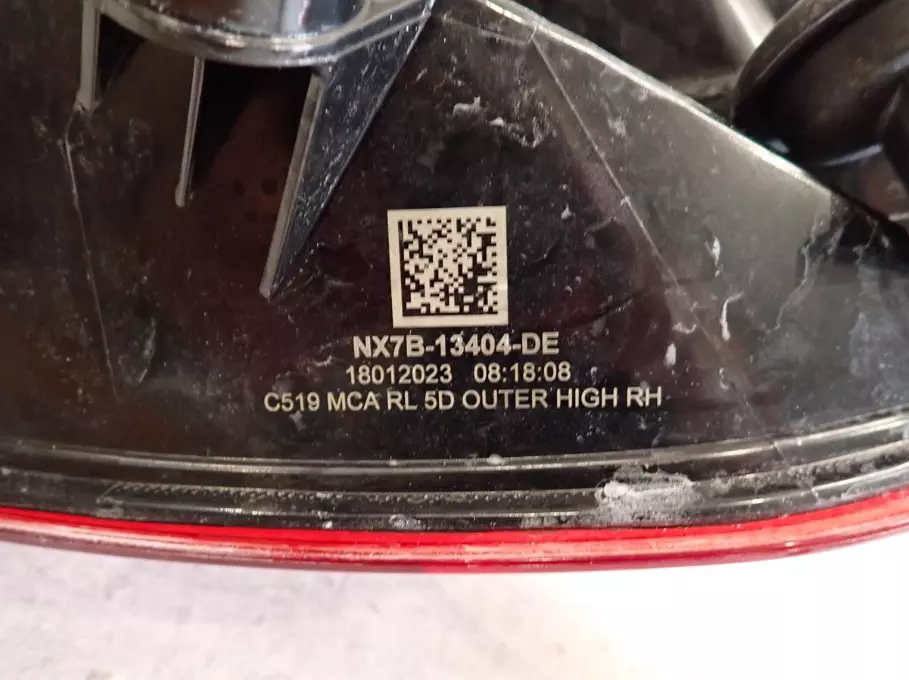 NX7B-13404-DE
18012023 08:18:08
C519 MCA RL 5D OUTER HIGH RH